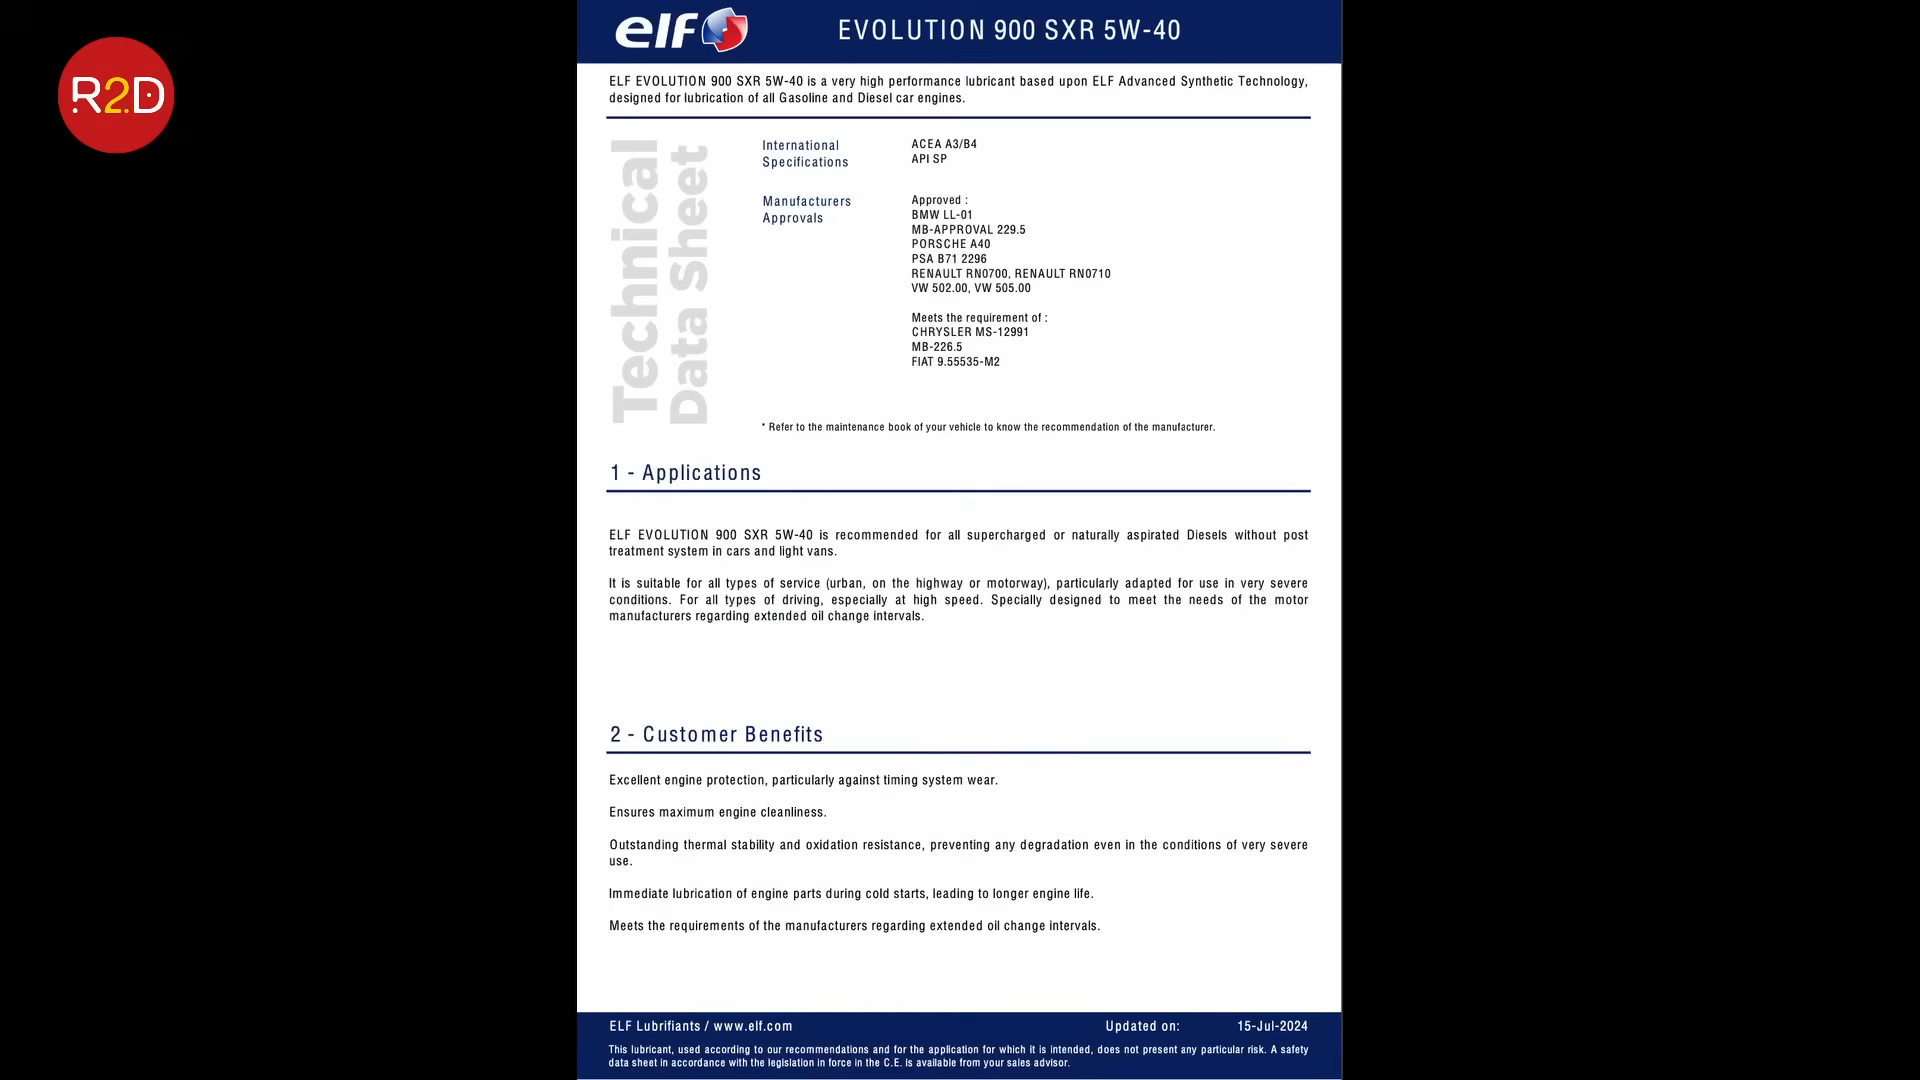 R2D
elf
EVOLUTION 900 SXR 5W-40
ELF EVOLUTION 900 SXR 5W-40 is a very high performance lubricant based upon ELF Advanced Synthetic Technology,
designed for lubrication of all Gasoline and Diesel car engines.
Technical
Data Sheet
International
Specifications
ACEA A3/B4
API SP
Manufacturers
Approvals
Approved :
BMW LL-01
MB-APPROVAL 229.5
PORSCHE A40
PSA B71 2296
RENAULT RN0700, RENAULT RN0710
VW 502.00, VW 505.00
Meets the requirement of :
CHRYSLER MS-12991
MB-226.5
FIAT 9.55535-M2
* Refer to the maintenance book of your vehicle to know the recommendation of the manufacturer.
1 - Applications
ELF EVOLUTION 900 SXR 5W-40 is recommended for all supercharged or naturally aspirated Diesels without post
treatment system in cars and light vans.
It is suitable for all types of service (urban, on the highway or motorway), particularly adapted for use in very severe
conditions. For all types of driving, especially at high speed. Specially designed to meet the needs of the motor
manufacturers regarding extended oil change intervals.
2 - Customer Benefits
Excellent engine protection, particularly against timing system wear.
Ensures maximum engine cleanliness.
Outstanding thermal stability and oxidation resistance, preventing any degradation even in the conditions of very severe
use.
Immediate lubrication of engine parts during cold starts, leading to longer engine life.
Meets the requirements of the manufacturers regarding extended oil change intervals.
ELF Lubrifiants / www.elf.com
Updated on: 15-Jul-2024
This lubricant, used according to our recommendations and for the application for which it is intended, does not present any particular risk. A safety
data sheet in accordance with the legislation in force in the C.E. is available from your sales advisor.